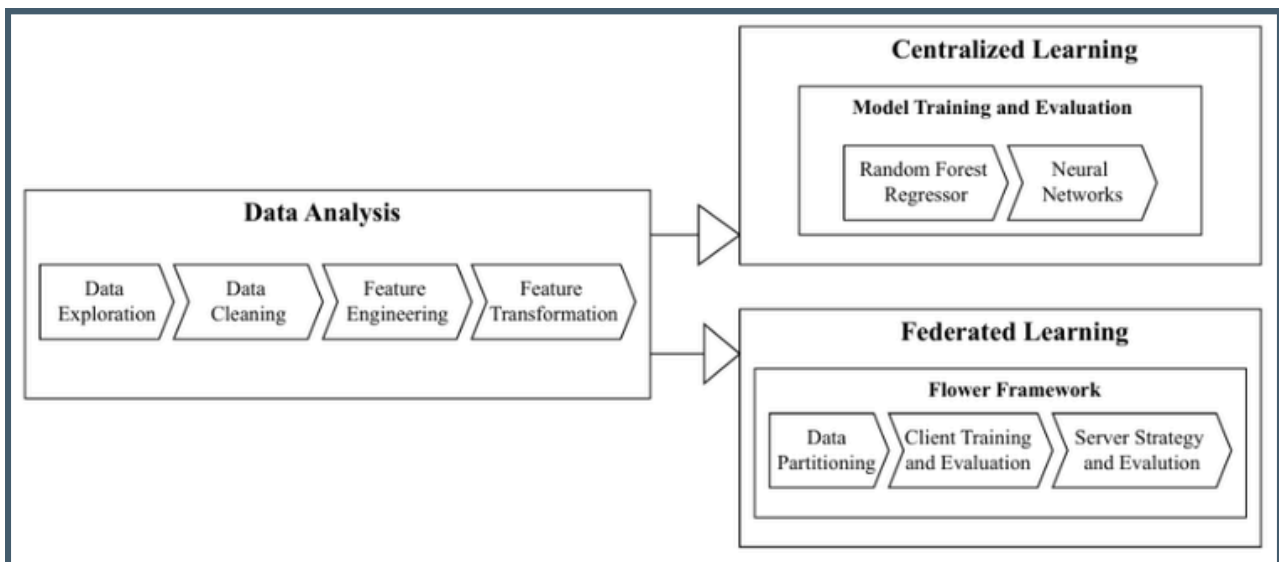 Data Analysis
Data
Exploration
Data
Cleaning
Feature
Engineering
Feature
Transformation
Centralized Learning
Model Training and Evaluation
Random Forest
Regressor
Neural
Networks
Federated Learning
Flower Framework
Data
Partitioning
Client Training
and Evaluation
Server Strategy
and Evalution